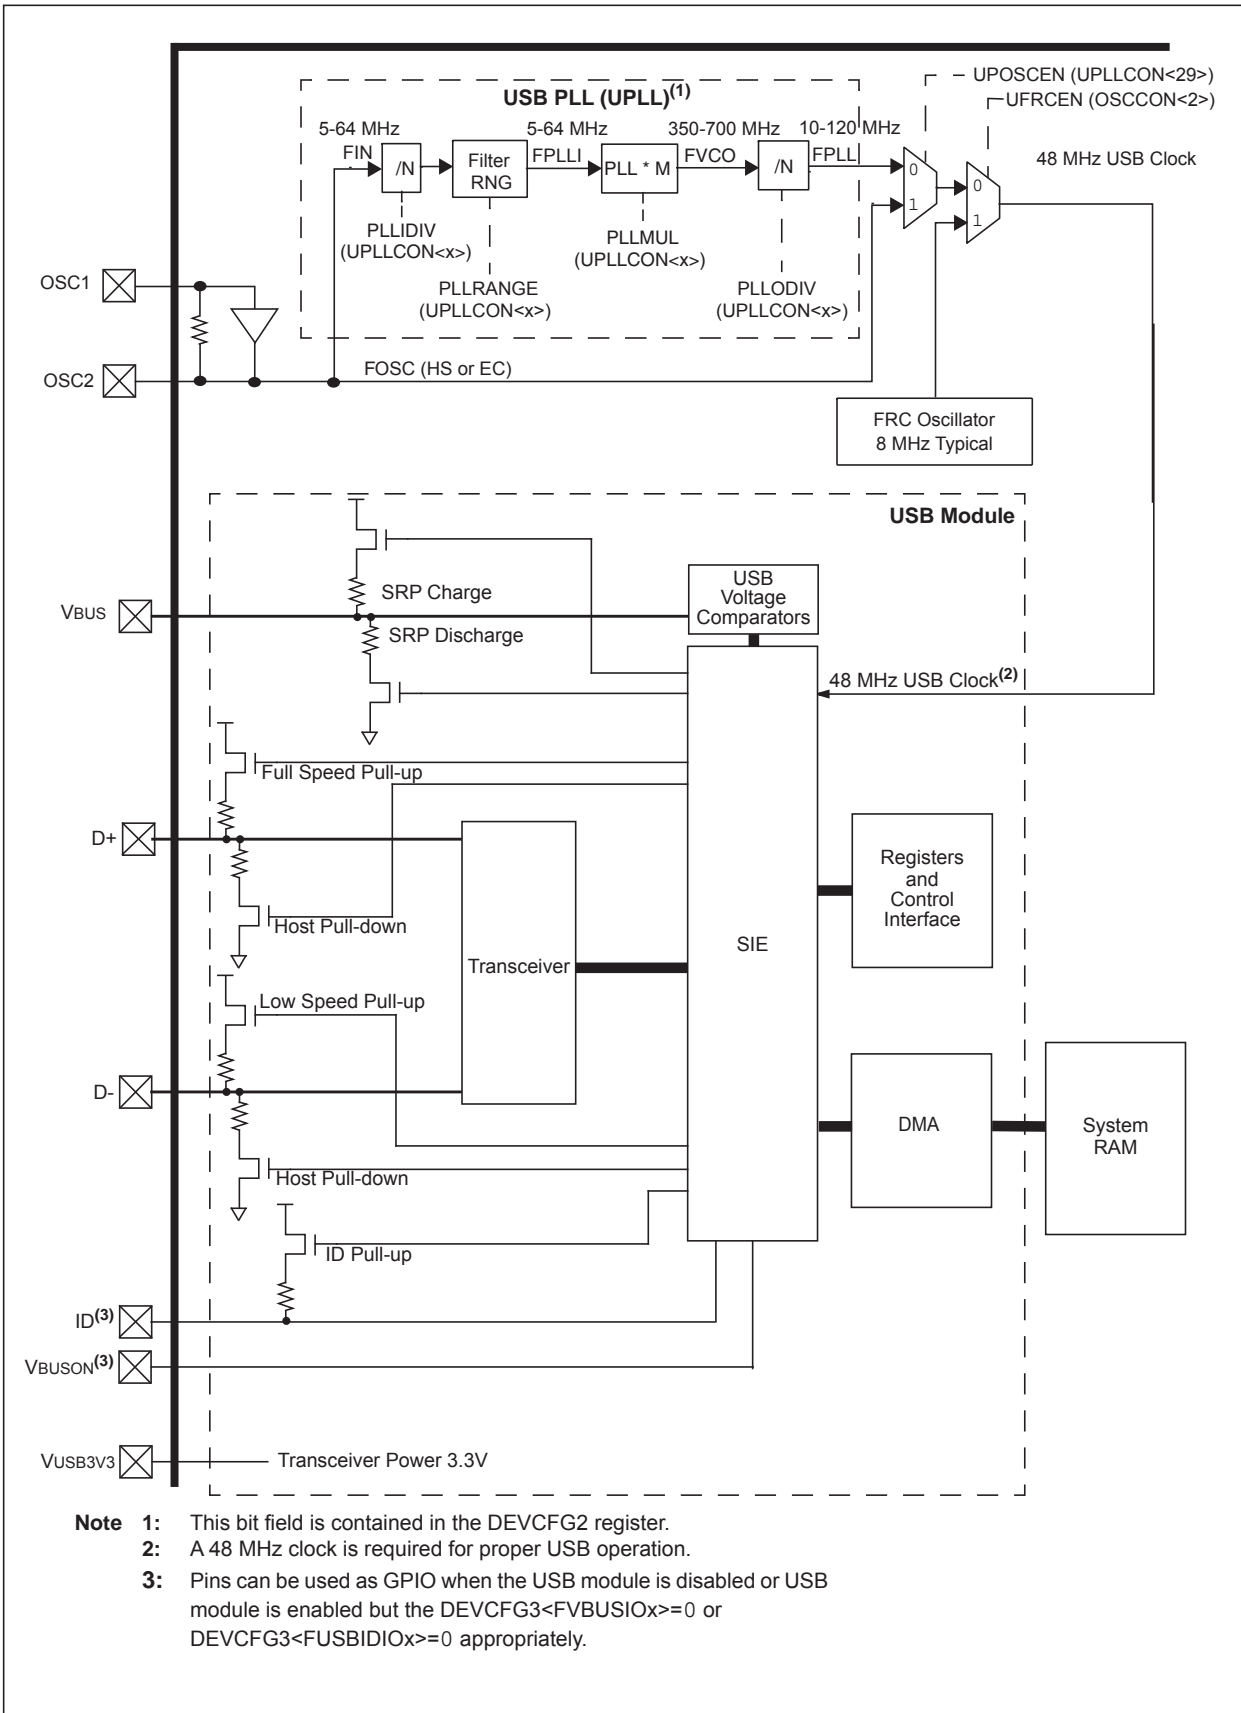 UPOSCEN (UPLLCON<29>)
UFRCEN (OSCCON<2>)
USB PLL (UPLL)(1)
5-64 MHz
5-64 MHz
350-700 MHz
10-120 MHz
48 MHz USB Clock
FIN
/N
Filter
RNG
FPLLI
PLL * M
FVCO
/N
FPLL
0
1
0
1
PLLIDIV
(UPLLCON<x>)
PLLMUL
(UPLLCON<x>)
PLLRANGE
(UPLLCON<x>)
PLLODIV
(UPLLCON<x>)
OSC1
OSC2
FOSC (HS or EC)
FRC Oscillator
8 MHz Typical
USB Module
USB
Voltage
Comparators
SRP Charge
VBUS
SRP Discharge
48 MHz USB Clock(2)
Full Speed Pull-up
D+
Registers
and
Control
Interface
Host Pull-down
SIE
Transceiver
Low Speed Pull-up
D-
DMA
System
RAM
Host Pull-down
ID Pull-up
ID(3)
VBUSON(3)
VUSB3V3
Transceiver Power 3.3V
Note 1: This bit field is contained in the DEVCFG2 register.
2: A 48 MHz clock is required for proper USB operation.
3: Pins can be used as GPIO when the USB module is disabled or USB
module is enabled but the DEVCFG3<FVBUSIOx>=0 or
DEVCFG3<FUSBIDIOx>=0 appropriately.